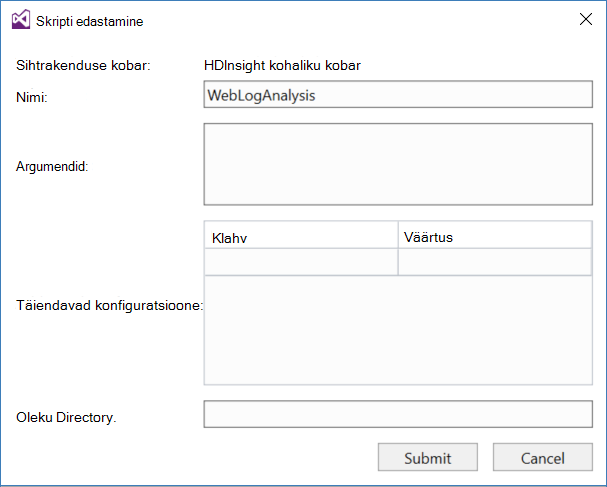 Skripti edastamine
Sihtrakenduse kobar: HDInsight kohaliku kobar
Nimi: WebLogAnalysis
Argumendid:
Klahv Väärtus
Täiendavad konfiguratsioone:
Oleku Directory.
Submit Cancel